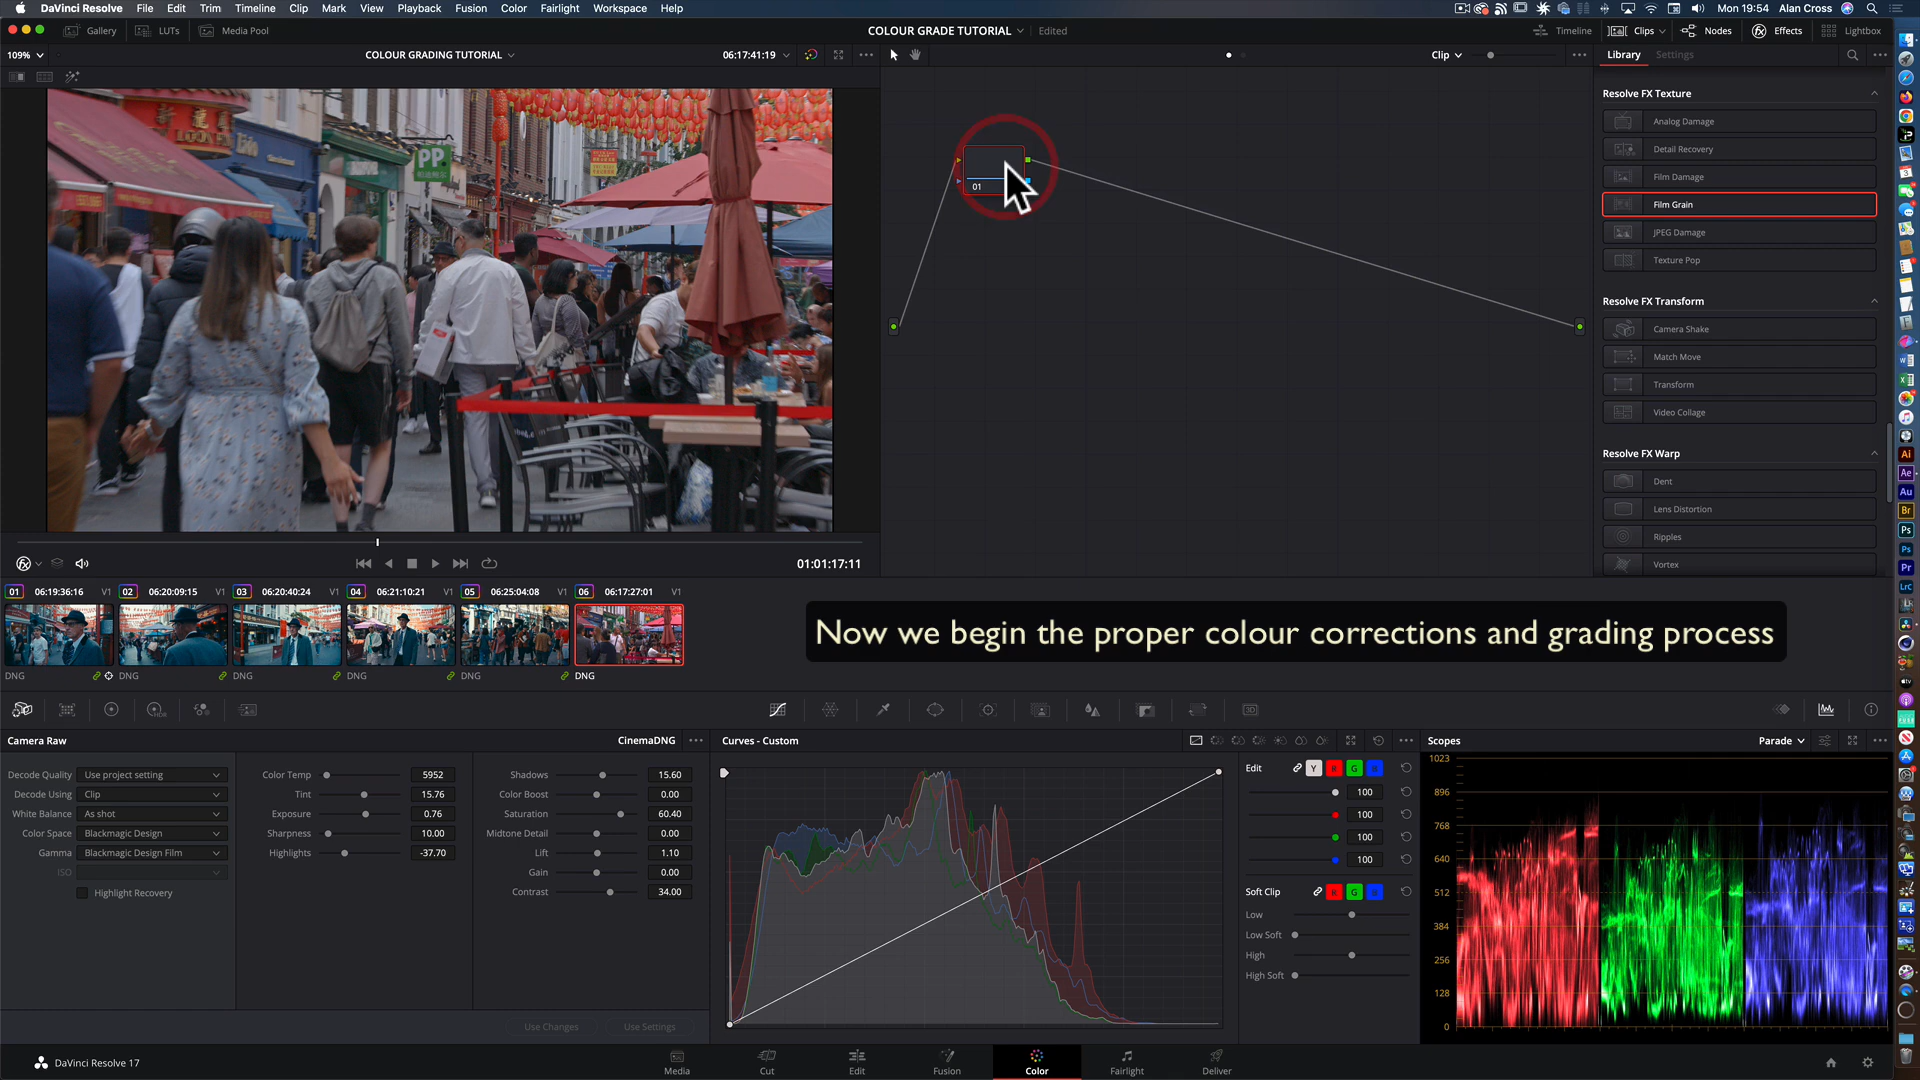 DaVinci Resolve File Edit Trim Timeline Clip Mark View Playback Fusion Color Fairlight Workspace Help Mon 19:54 Alan Cross
Gallery LUTs Media Pool COLOUR GRADE TUTORIAL Edited Timeline Clips Nodes Effects Lightbox
109% COLOUR GRADING TUTORIAL 06:17:41:19 Clip Library Settings
PP
Resolve FX Texture
Analog Damage
Detail Recovery
Film Damage
Film Grain
JPEG Damage
Texture Pop
Resolve FX Transform
Camera Shake
Match Move
Transform
Video Collage
Resolve FX Warp
Dent
Lens Distortion
Ripples
Vortex
01
01:01:17:11
01 06:19:36:16 V1 02 06:20:09:15 V1 03 06:20:40:24 V1 04 06:21:10:21 V1 05 06:25:04:08 V1 06 06:17:27:01 V1
DNG DNG DNG DNG DNG DNG
Now we begin the proper colour corrections and grading process
Camera Raw CinemaDNG
Decode Quality Use project setting
Decode Using Clip
White Balance As shot
Color Space Blackmagic Design
Gamma Blackmagic Design Film
ISO
Highlight Recovery
Color Temp 5952
Tint 15.76
Exposure 0.76
Sharpness 10.00
Highlights -37.70
Shadows 15.60
Color Boost 0.00
Saturation 60.40
Midtone Detail 0.00
Lift 1.10
Gain 0.00
Contrast 34.00
Use Changes Use Settings
Curves - Custom
Edit Y R G B
100
100
100
100
Soft Clip R G B
Low
Low Soft
High
High Soft
Scopes Parade
1023
896
768
640
512
384
256
128
0
DaVinci Resolve 17
Media Cut Edit Fusion Color Fairlight Deliver
Ai
Ae
Au
Br
Ps
Ps
Pr
LrC